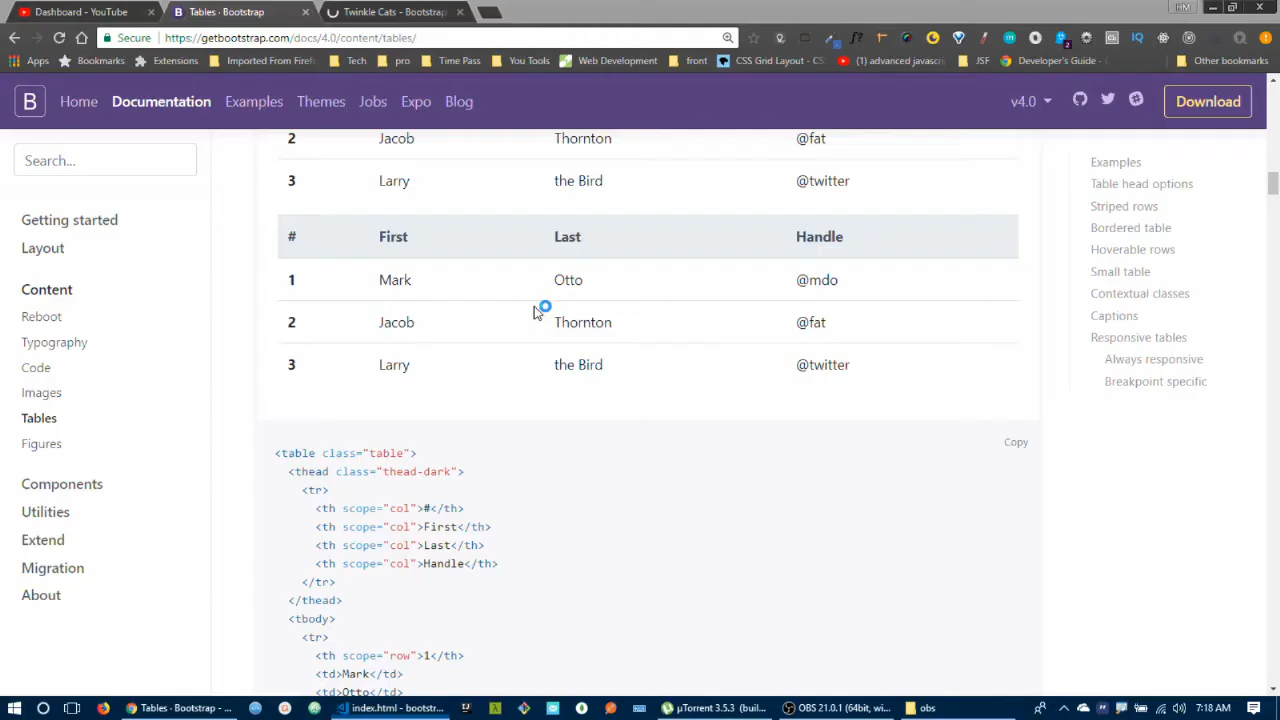 Dashboard - YouTube
Tables · Bootstrap
Twinkle Cats - Bootstrap
HM
Secure
https://getbootstrap.com/docs/4.0/content/tables/
Apps
Bookmarks
Extensions
Imported From Firef
Tech
pro
Time Pass
You Tools
Web Development
front
CSS Grid Layout - CS
(1) advanced javascri
JSF
Developer's Guide -
Other bookmarks
B
Home
Documentation
Examples
Themes
Jobs
Expo
Blog
v4.0
Download
Search...
Getting started
Layout
Content
Reboot
Typography
Code
Images
Tables
Figures
Components
Utilities
Extend
Migration
About
2 Jacob Thornton @fat
3 Larry the Bird @twitter
# First Last Handle
1 Mark Otto @mdo
2 Jacob Thornton @fat
3 Larry the Bird @twitter
Copy
<table class="table">
<thead class="thead-dark">
<tr>
<th scope="col">#</th>
<th scope="col">First</th>
<th scope="col">Last</th>
<th scope="col">Handle</th>
</tr>
</thead>
<tbody>
<tr>
<th scope="row">1</th>
<td>Mark</td>
<td>Otto</td>
Examples
Table head options
Striped rows
Bordered table
Hoverable rows
Small table
Contextual classes
Captions
Responsive tables
Always responsive
Breakpoint specific
Tables · Bootstrap - ...
index.html - bootstr...
µTorrent 3.5.3 (buil...
OBS 21.0.1 (64bit, wi...
obs
7:18 AM